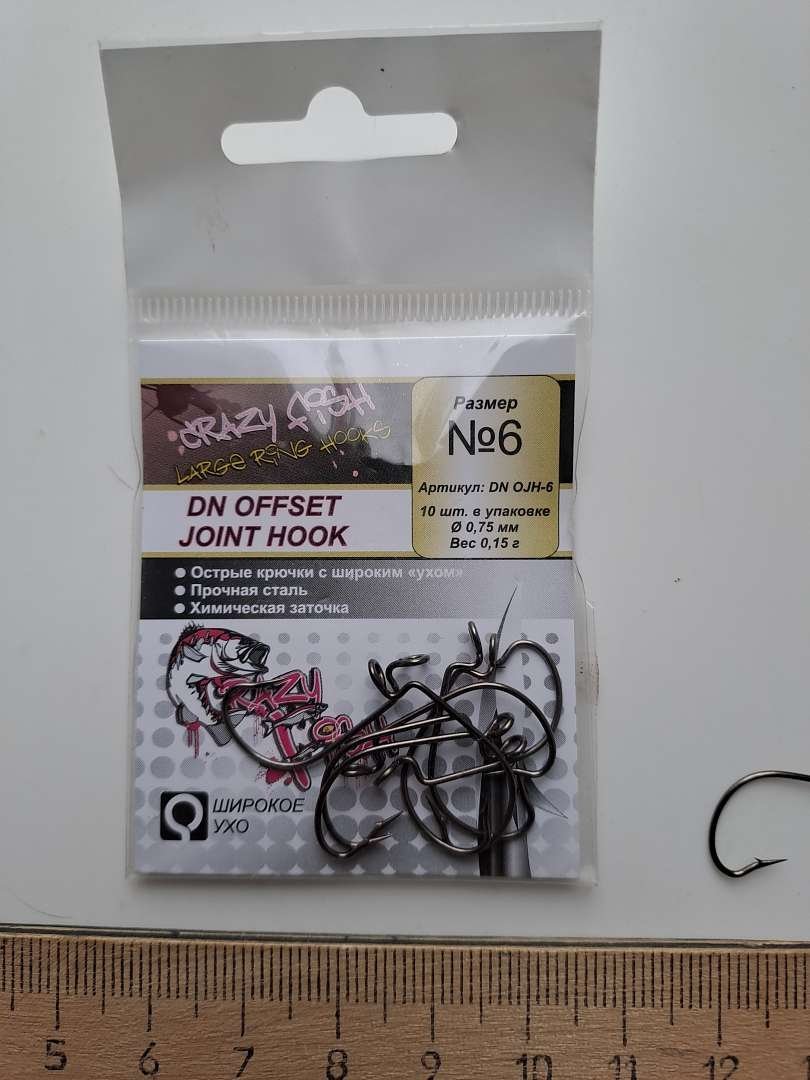 CRAZY FISH
LARGE RING HOOKS
DN OFFSET
JOINT HOOK
Размер
№6
Артикул: DN OJH-6
10 шт. в упаковке
Ø 0,75 мм
Вес 0,15 г
● Острые крючки с широким «ухом»
● Прочная сталь
● Химическая заточка
CRAZY
FISH
ШИРОКОЕ
УХО
5 6 7 8 9 10 11 12